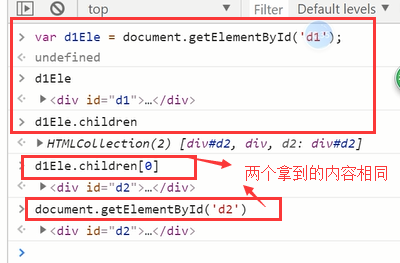 top
Filter
Default levels
> var d1Ele = document.getElementById('d1');
< undefined
> d1Ele
< ▶<div id="d1">…</div>
> d1Ele.children
< ▶HTMLCollection(2) [div#d2, div, d2: div#d2]
> d1Ele.children[0]
两个拿到的内容相同
< ▶<div id="d2">…</div>
> document.getElementById('d2')
< ▶<div id="d2">…</div>
>